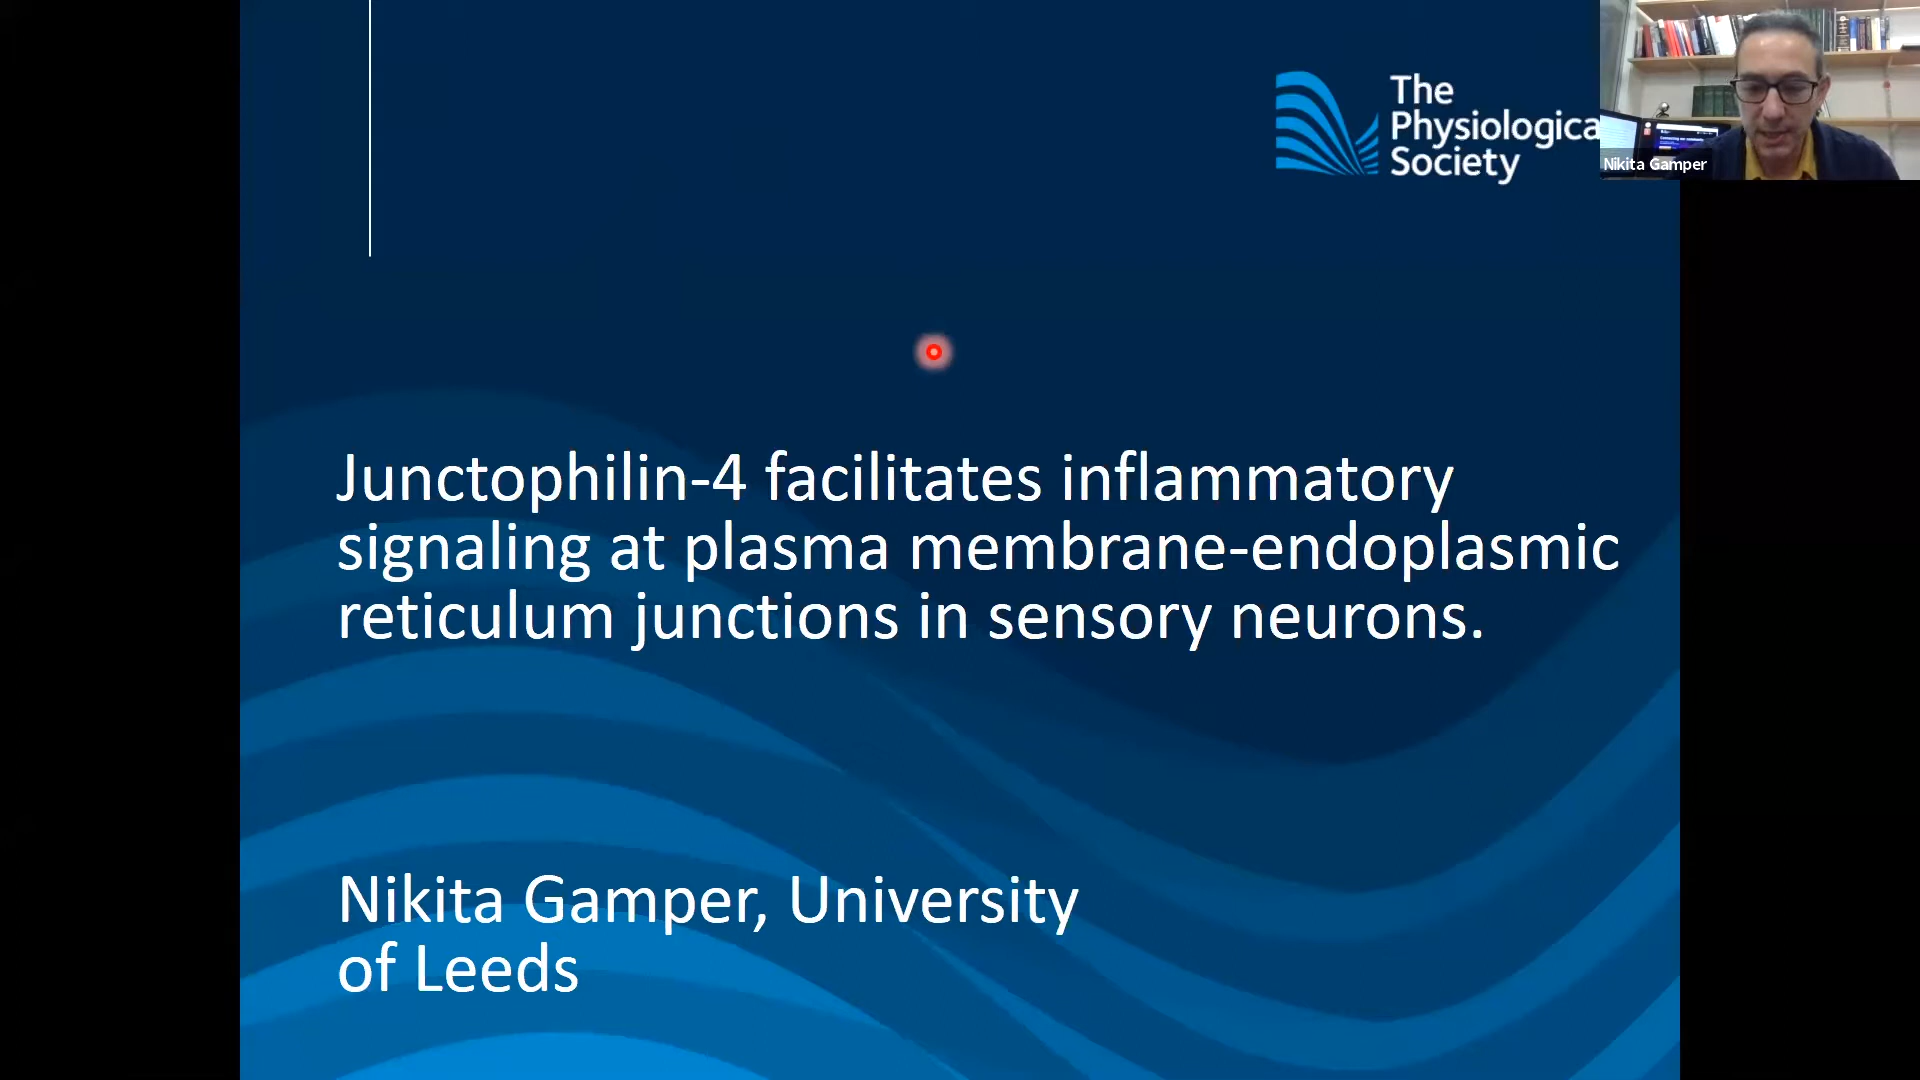 The
Physiologica
Society
Nikita Gamper
Junctophilin-4 facilitates inflammatory
signaling at plasma membrane-endoplasmic
reticulum junctions in sensory neurons.
Nikita Gamper, University
of Leeds